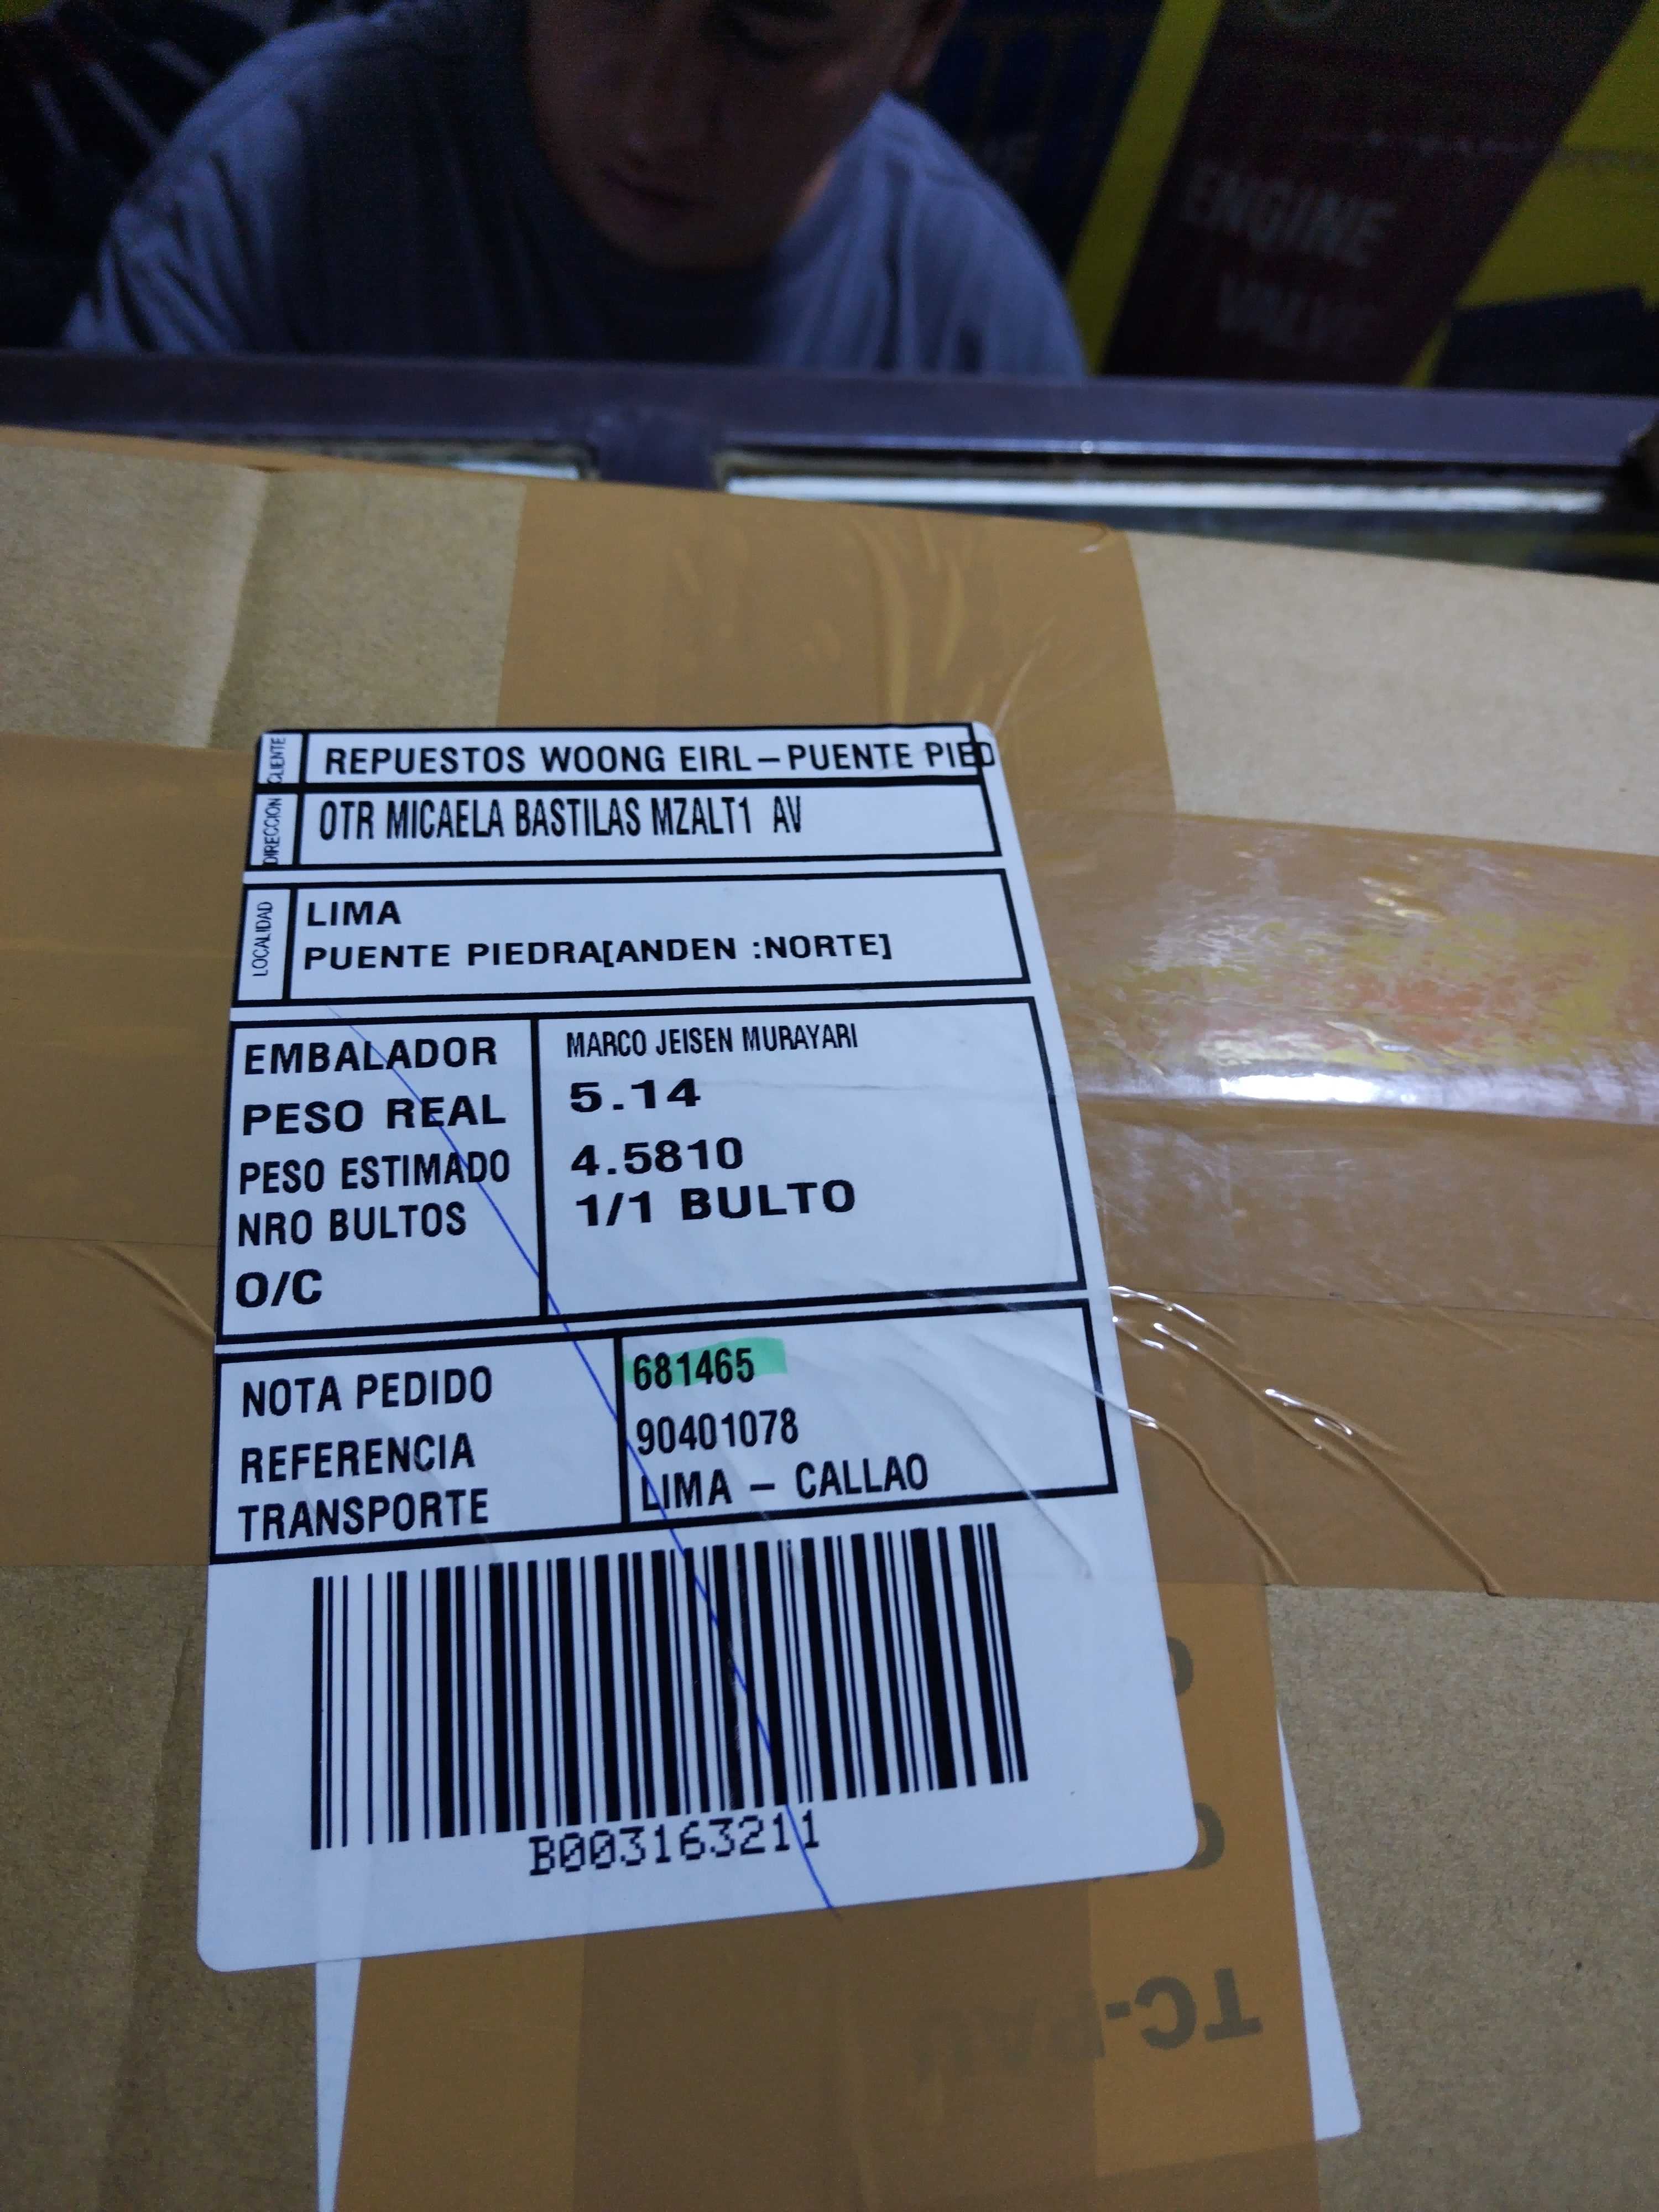 ENGINE
VALVE
CLIENTE
REPUESTOS WOONG EIRL-PUENTE PIED
DIRECCION
OTR MICAELA BASTILAS MZALT1 AV
LOCALIDAD
LIMA
PUENTE PIEDRA[ANDEN :NORTE]
EMBALADOR MARCO JEISEN MURAYARI
PESO REAL 5.14
PESO ESTIMADO 4.5810
NRO BULTOS 1/1 BULTO
O/C
NOTA PEDIDO 681465
REFERENCIA 90401078
TRANSPORTE LIMA - CALLAO
B003163211